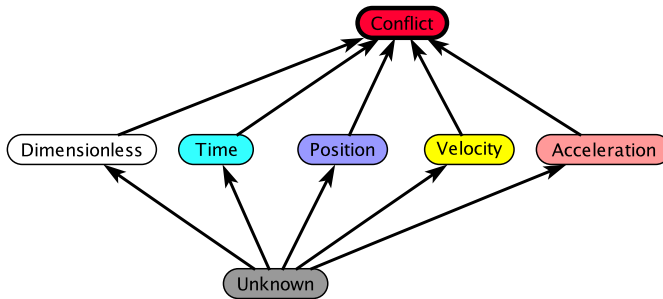 Conflict
Dimensionless
Time
Position
Velocity
Acceleration
Unknown